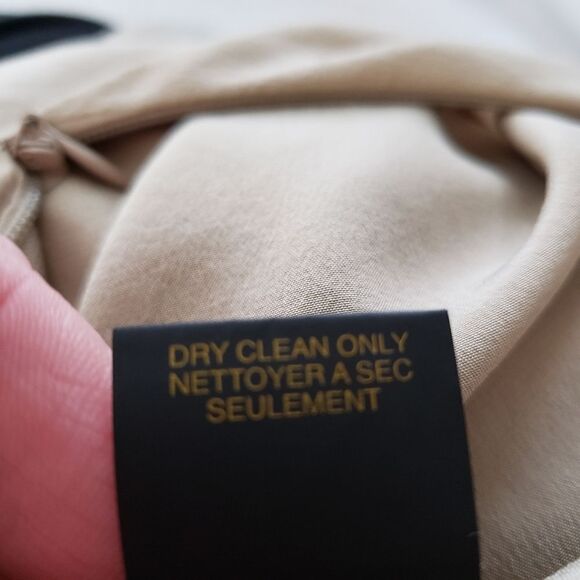 DRY CLEAN ONLY
NETTOYER A SEC
SEULEMENT